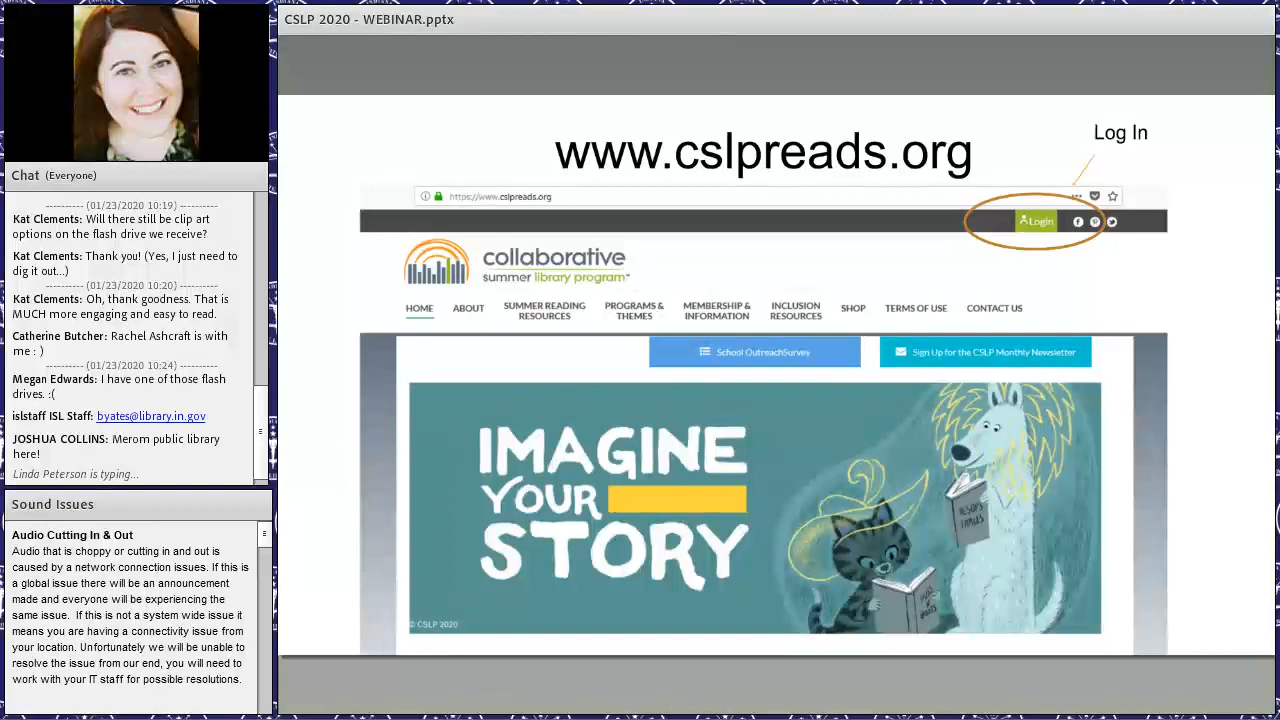 CSLP 2020 - WEBINAR.pptx
Chat (Everyone)
---------- (01/23/2020 10:19) ----------
Kat Clements: Will there still be clip art
options on the flash drive we receive?
Kat Clements: Thank you! (Yes, I just need to
dig it out...)
---------- (01/23/2020 10:20) ----------
Kat Clements: Oh, thank goodness. That is
MUCH more engaging and easy to read.
Catherine Butcher: Rachel Ashcraft is with
me : )
---------- (01/23/2020 10:24) ----------
Megan Edwards: I have one of those flash
drives. :(
islstaff ISL Staff: byates@library.in.gov
JOSHUA COLLINS: Merom public library
here!
Linda Peterson is typing...
Sound Issues
Audio Cutting In & Out
Audio that is choppy or cutting in and out is
caused by a network connection issues. If this is
a global issue there will be an announcement
made and everyone will be experiencing the
same issue.  If this is not a system wide issue it
means you are having a connectivity issue from
your location. Unfortunately we will be unable to
resolve the issue from our end, you will need to
work with your IT staff for possible resolutions.
www.cslpreads.org
Log In
https://www.cslpreads.org
Login
collaborative
summer library program™
HOME ABOUT SUMMER READING RESOURCES PROGRAMS & THEMES MEMBERSHIP & INFORMATION INCLUSION RESOURCES SHOP TERMS OF USE CONTACT US
School OutreachSurvey
Sign Up for the CSLP Monthly Newsletter
IMAGINE
YOUR
STORY
AESOP'S
FABLES
© CSLP 2020